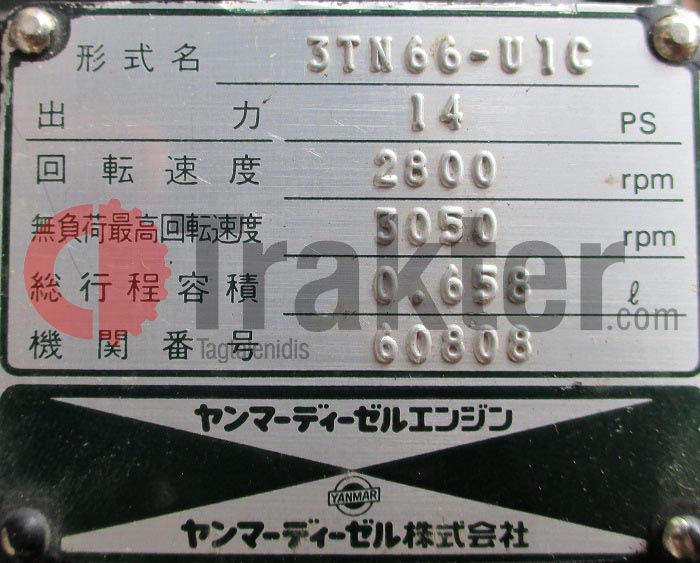 形式名 3TN66-U1C
出力 14 PS
回転速度 2800 rpm
無負荷最高回転速度 3050 rpm
総行程容積 0.658 ℓ
機関番号 60808
Trakter.com
Tagtalenidis
ヤンマーディーゼルエンジン
YANMAR
ヤンマーディーゼル株式会社